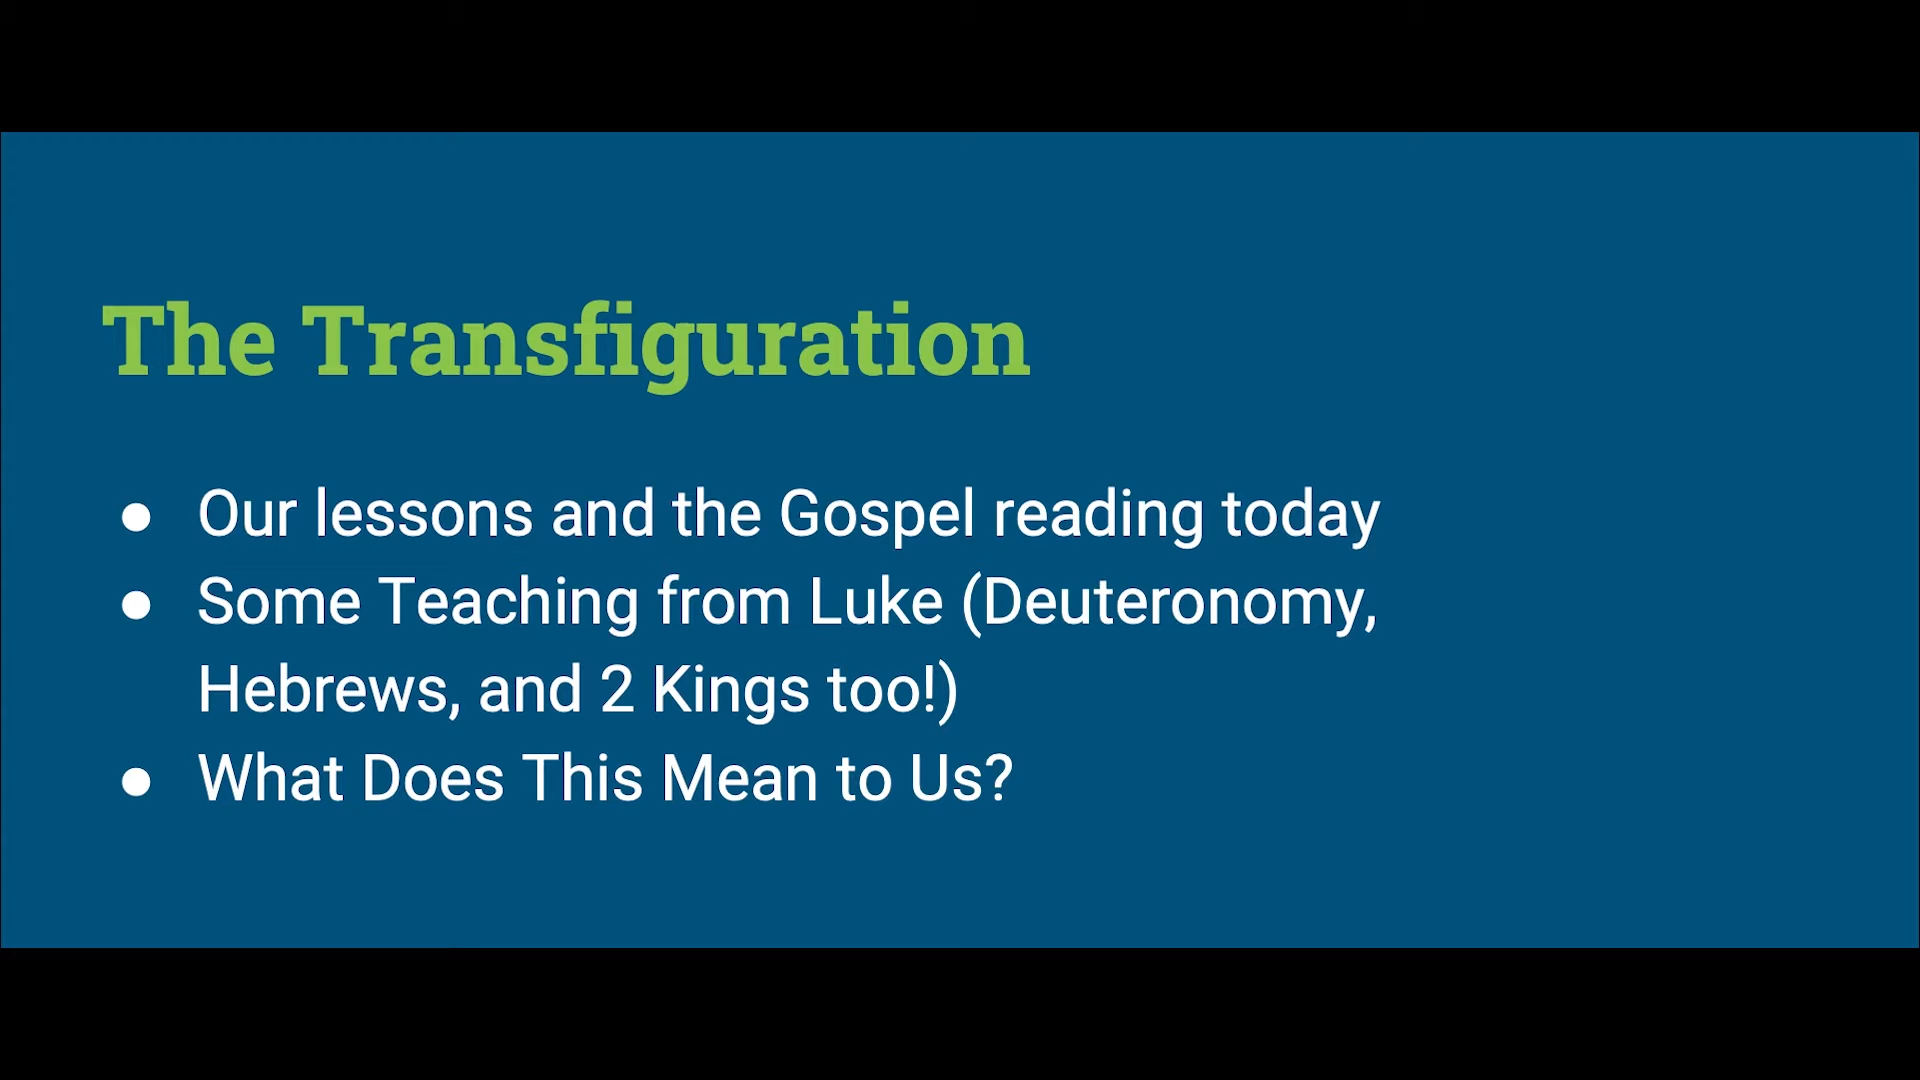 The Transfiguration
● Our lessons and the Gospel reading today
● Some Teaching from Luke (Deuteronomy,
Hebrews, and 2 Kings too!)
● What Does This Mean to Us?